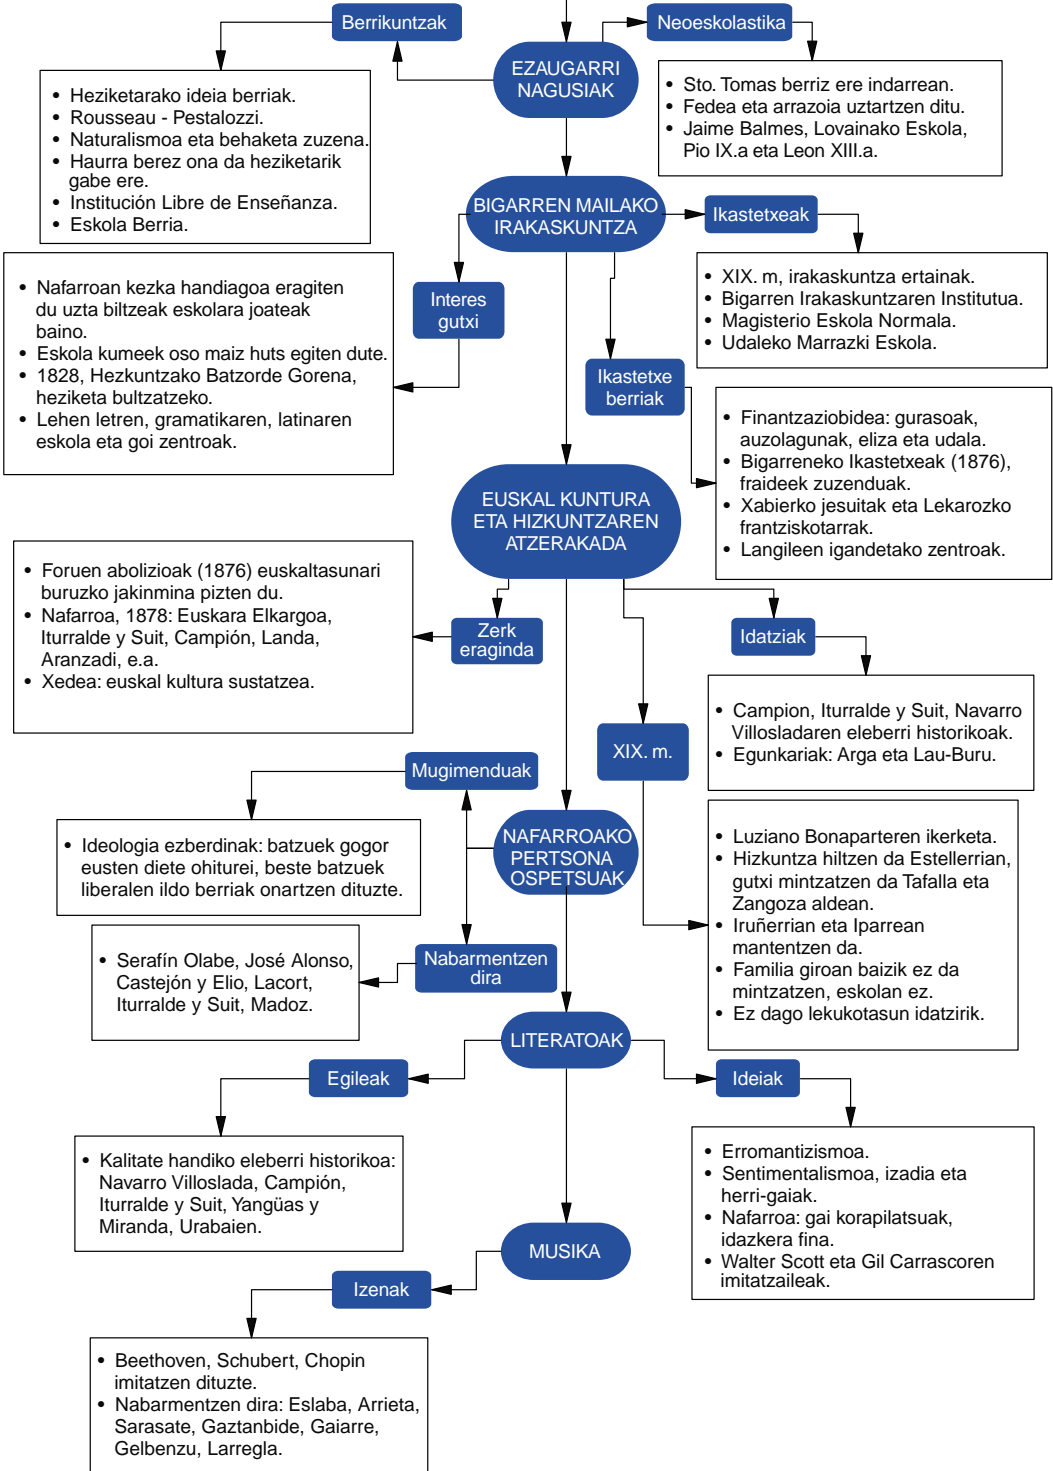 Berrikuntzak
Neoeskolastika
EZAUGARRI
NAGUSIAK
• Heziketarako ideia berriak.
• Rousseau - Pestalozzi.
• Naturalismoa eta behaketa zuzena.
• Haurra berez ona da heziketarik
gabe ere.
• Institución Libre de Enseñanza.
• Eskola Berria.
• Sto. Tomas berriz ere indarrean.
• Fedea eta arrazoia uztartzen ditu.
• Jaime Balmes, Lovainako Eskola,
Pio IX.a eta Leon XIII.a.
BIGARREN MAILAKO
IRAKASKUNTZA
Ikastetxeak
• Nafarroan kezka handiagoa eragiten
du uzta biltzeak eskolara joateak
baino.
• Eskola kumeek oso maiz huts egiten dute.
• 1828, Hezkuntzako Batzorde Gorena,
heziketa bultzatzeko.
• Lehen letren, gramatikaren, latinaren
eskola eta goi zentroak.
Interes
gutxi
• XIX. m, irakaskuntza ertainak.
• Bigarren Irakaskuntzaren Institutua.
• Magisterio Eskola Normala.
• Udaleko Marrazki Eskola.
Ikastetxe
berriak
• Finantzaziobidea: gurasoak,
auzolagunak, eliza eta udala.
• Bigarreneko Ikastetxeak (1876),
fraideek zuzenduak.
• Xabierko jesuitak eta Lekarozko
frantziskotarrak.
• Langileen igandetako zentroak.
EUSKAL KUNTURA
ETA HIZKUNTZAREN
ATZERAKADA
• Foruen abolizioak (1876) euskaltasunari
buruzko jakinmina pizten du.
• Nafarroa, 1878: Euskara Elkargoa,
Iturralde y Suit, Campión, Landa,
Aranzadi, e.a.
• Xedea: euskal kultura sustatzea.
Zerk
eraginda
Idatziak
• Campion, Iturralde y Suit, Navarro
Villosladaren eleberri historikoak.
• Egunkariak: Arga eta Lau-Buru.
XIX. m.
Mugimenduak
• Ideologia ezberdinak: batzuek gogor
eusten diete ohiturei, beste batzuek
liberalen ildo berriak onartzen dituzte.
NAFARROAKO
PERTSONA
OSPETSUAK
• Luziano Bonaparteren ikerketa.
• Hizkuntza hiltzen da Estellerrian,
gutxi mintzatzen da Tafalla eta
Zangoza aldean.
• Iruñerrian eta Iparrean
mantentzen da.
• Familia giroan baizik ez da
mintzatzen, eskolan ez.
• Ez dago lekukotasun idatzirik.
• Serafín Olabe, José Alonso,
Castejón y Elio, Lacort,
Iturralde y Suit, Madoz.
Nabarmentzen
dira
LITERATOAK
Egileak
Ideiak
• Kalitate handiko eleberri historikoa:
Navarro Villoslada, Campión,
Iturralde y Suit, Yangüas y
Miranda, Urabaien.
• Erromantizismoa.
• Sentimentalismoa, izadia eta
herri-gaiak.
• Nafarroa: gai korapilatsuak,
idazkera fina.
• Walter Scott eta Gil Carrascoren
imitatzaileak.
MUSIKA
Izenak
• Beethoven, Schubert, Chopin
imitatzen dituzte.
• Nabarmentzen dira: Eslaba, Arrieta,
Sarasate, Gaztanbide, Gaiarre,
Gelbenzu, Larregla.